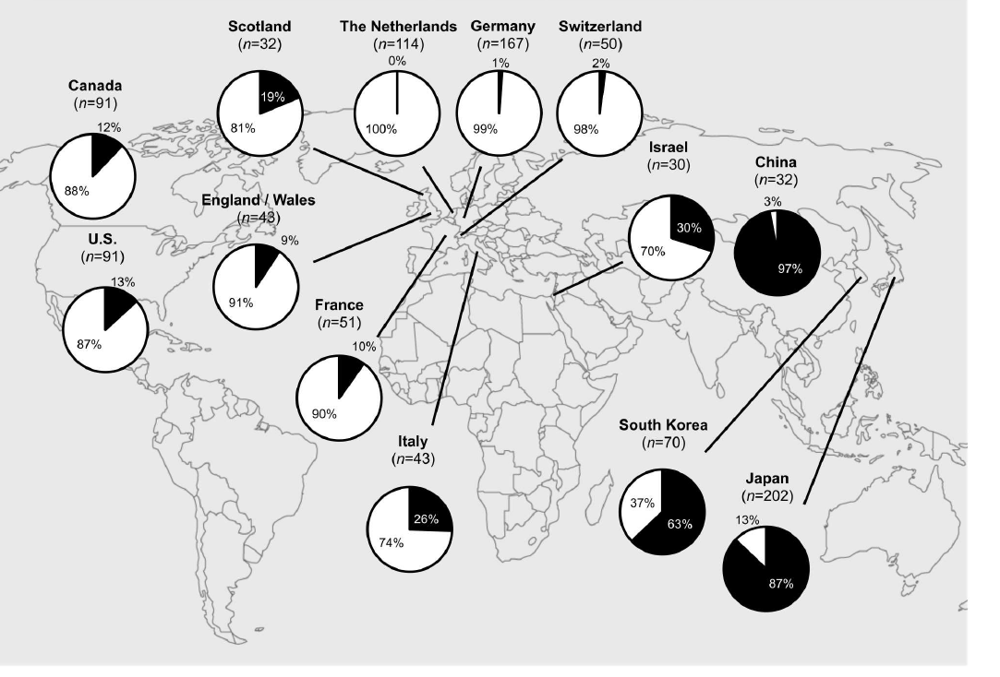 Scotland
(n=32)
19%
81%
The Netherlands
(n=114)
0%
100%
Germany
(n=167)
1%
99%
Switzerland
(n=50)
2%
98%
Canada
(n=91)
12%
88%
Israel
(n=30)
30%
70%
China
(n=32)
3%
97%
England / Wales
(n=43)
9%
91%
U.S.
(n=91)
13%
87%
France
(n=51)
10%
90%
Italy
(n=43)
26%
74%
South Korea
(n=70)
37%
63%
Japan
(n=202)
13%
87%